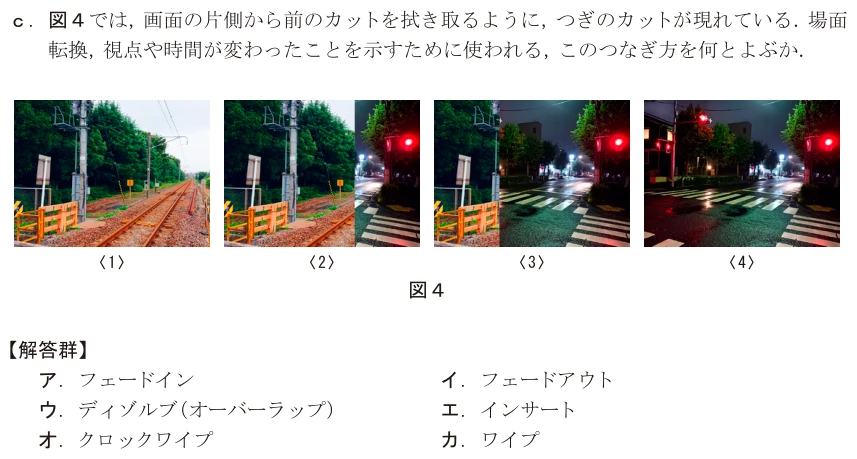 c． 図４では，画面の片側から前のカットを拭き取るように，つぎのカットが現れている．場面
転換，視点や時間が変わったことを示すために使われる，このつなぎ方を何とよぶか．
〈1〉 〈2〉 〈3〉 〈4〉
図４
【解答群】
ア． フェードイン イ． フェードアウト
ウ． ディゾルブ（オーバーラップ） エ． インサート
オ． クロックワイプ カ． ワイプ